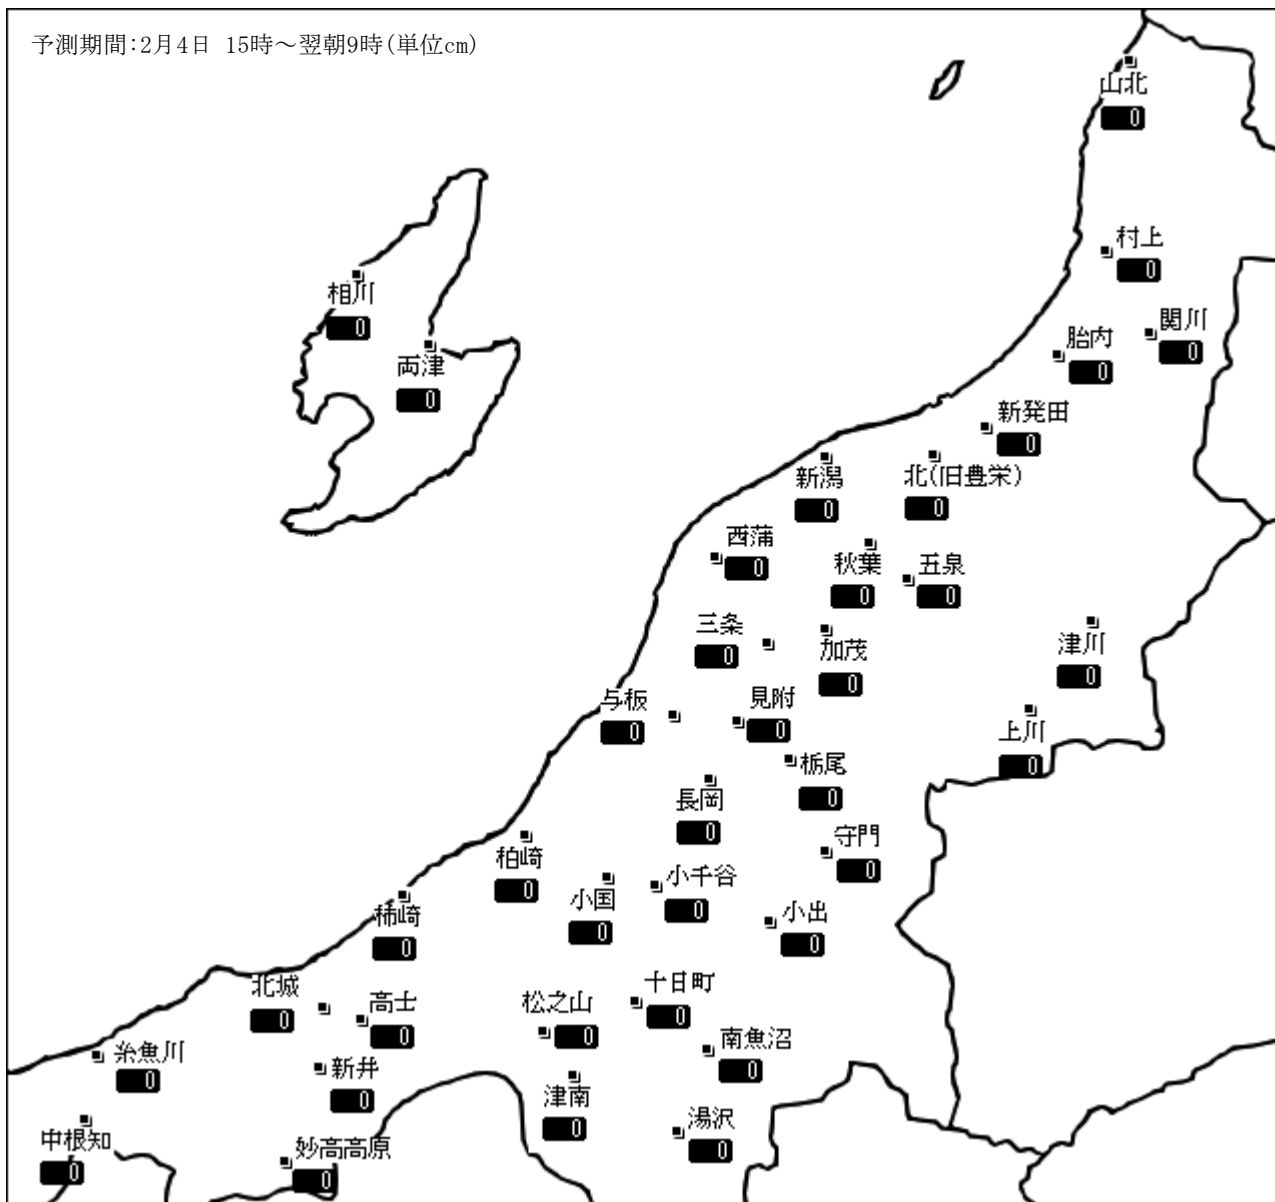 予測期間:2月4日 15時～翌朝9時(単位cm)
山北
0
村上
0
相川
0
関川
0
胎内
0
両津
0
新発田
0
新潟
0
北(旧豊栄)
0
西蒲
0
秋葉
0
五泉
0
三条
0
加茂
0
津川
0
与板
0
見附
0
上川
0
栃尾
0
長岡
0
守門
0
柏崎
0
小国
0
小千谷
0
小出
0
柿崎
0
北城
0
高士
0
松之山
0
十日町
0
南魚沼
0
糸魚川
0
新井
0
津南
0
湯沢
0
中根知
0
妙高高原
0